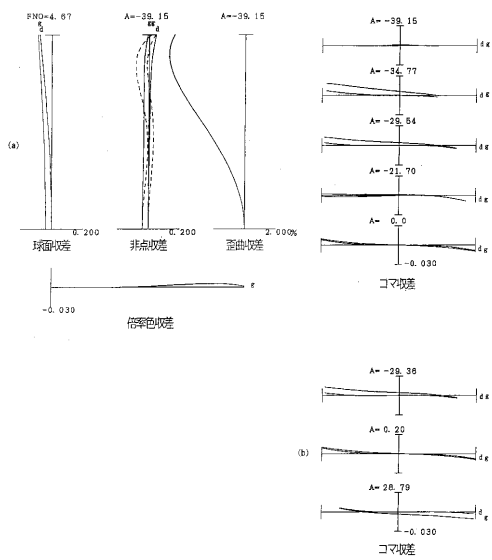 FNO=4.67
A=-39.15
A=-39.15
g
d
gg
d
(a)
0.200
0.200
2.000%
球面収差
非点収差
歪曲収差
g
-0.030
倍率色収差
A=-39.15
d g
A=-34.77
d g
A=-29.54
d g
A=-21.70
d g
A= 0.0
d g
-0.030
コマ収差
A=-29.36
d g
(b)
A= 0.20
d g
A= 28.79
d g
-0.030
コマ収差